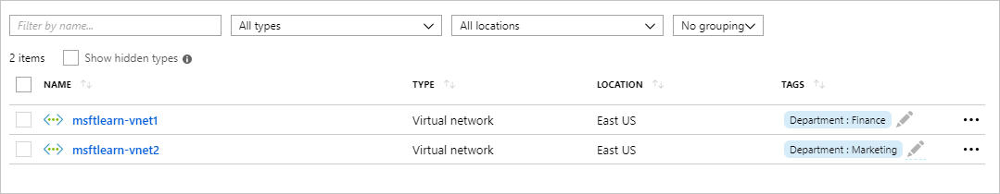 Filter by name... All types All locations No grouping
2 items Show hidden types
NAME TYPE LOCATION TAGS
msftlearn-vnet1 Virtual network East US Department : Finance
msftlearn-vnet2 Virtual network East US Department : Marketing